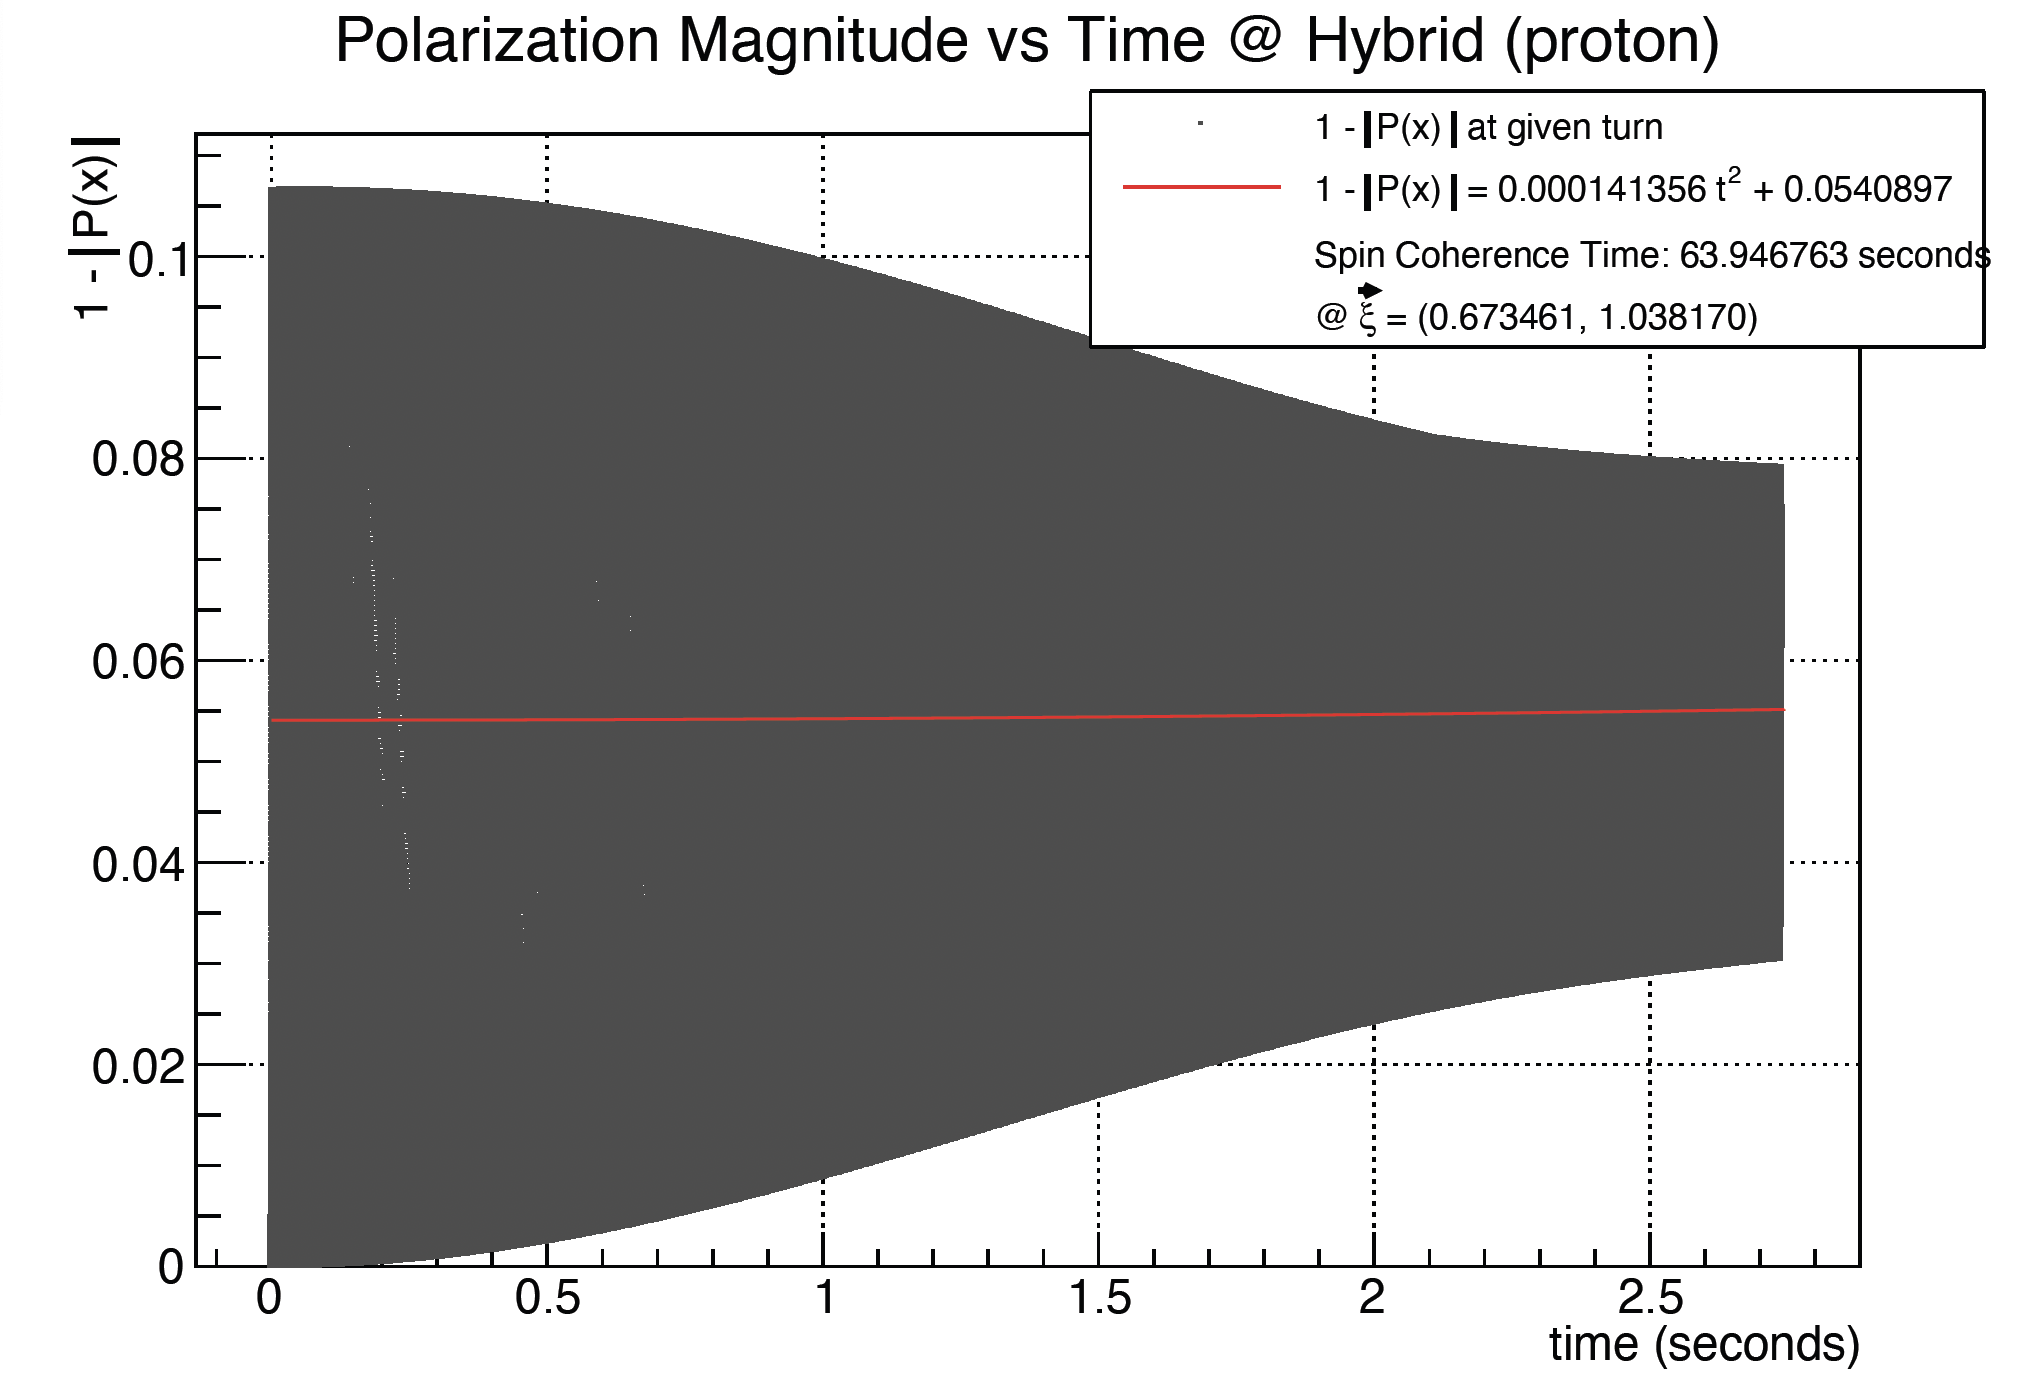 Polarization Magnitude vs Time @ Hybrid (proton)
1 -|P(x)|
1 -|P(x) | at given turn
1 -|P(x) | = 0.000141356 t² + 0.0540897
Spin Coherence Time: 63.946763 seconds
@ ξ⃗ = (0.673461, 1.038170)
0.1
0.08
0.06
0.04
0.02
0
0 0.5 1 1.5 2 2.5
time (seconds)